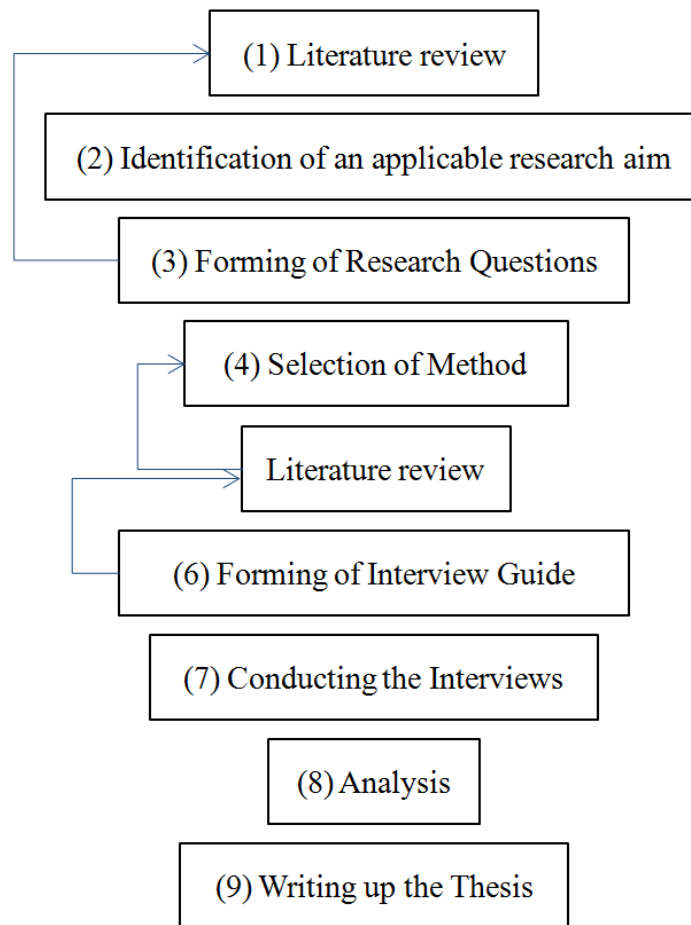 (1) Literature review
(2) Identification of an applicable research aim
(3) Forming of Research Questions
(4) Selection of Method
Literature review
(6) Forming of Interview Guide
(7) Conducting the Interviews
(8) Analysis
(9) Writing up the Thesis